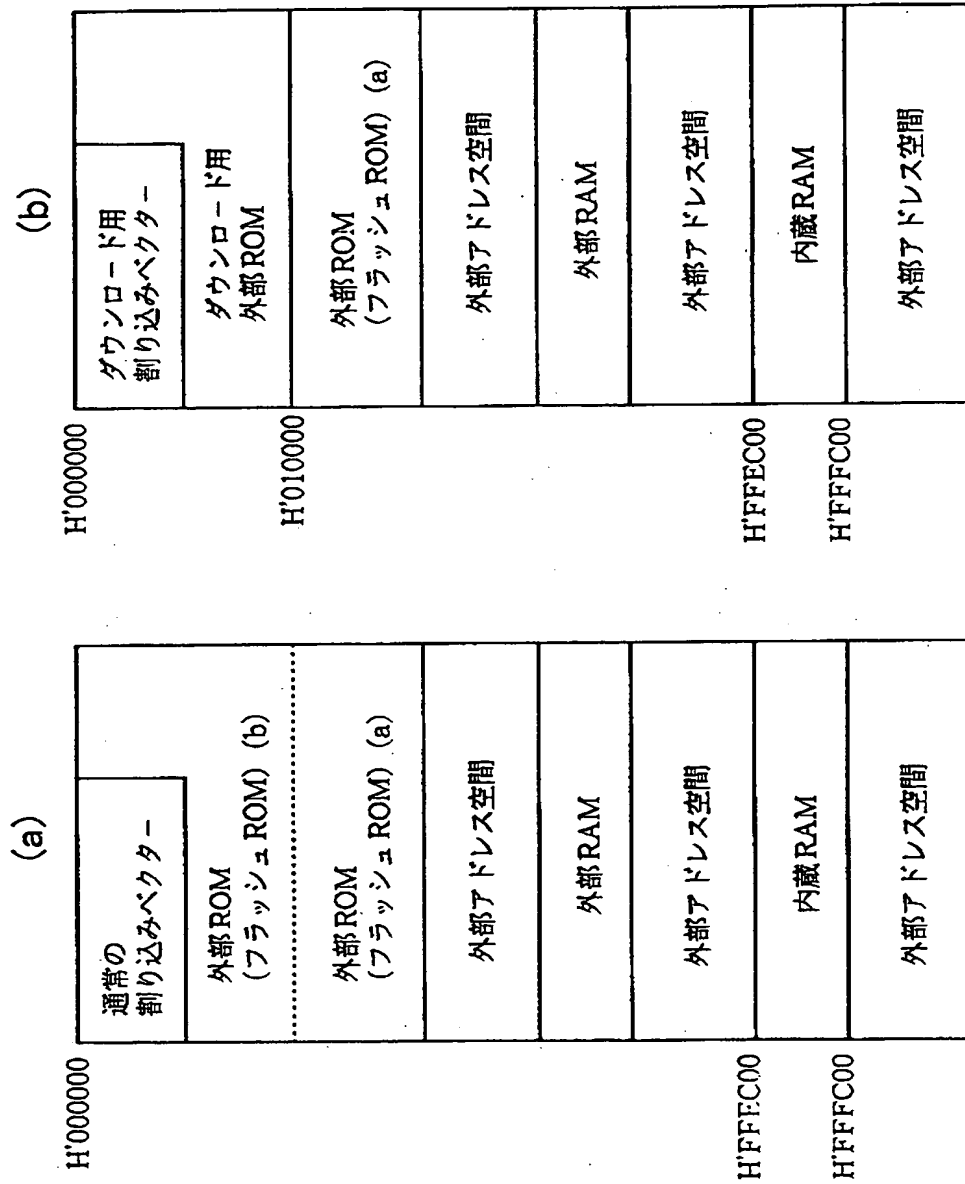 (a)
H'000000
通常の
割り込みベクター
外部ROM
(フラッシュROM) (b)
外部ROM
(フラッシュROM) (a)
外部アドレス空間
外部RAM
外部アドレス空間
H'FFEC00
内蔵RAM
H'FFFC00
外部アドレス空間
(b)
H'000000
ダウンロード用
割り込みベクター
ダウンロード用
外部ROM
H'010000
外部ROM
(フラッシュROM) (a)
外部アドレス空間
外部RAM
外部アドレス空間
H'FFEC00
内蔵RAM
H'FFFC00
外部アドレス空間